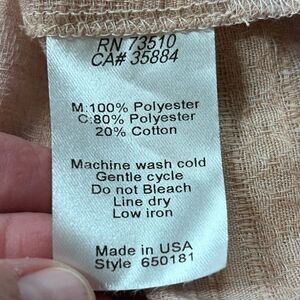 RN 73510
CA# 35884
M:100% Polyester
C:80% Polyester
20% Cotton
Machine wash cold
Gentle cycle
Do not Bleach
Line dry
Low iron
Made in USA
Style 650181